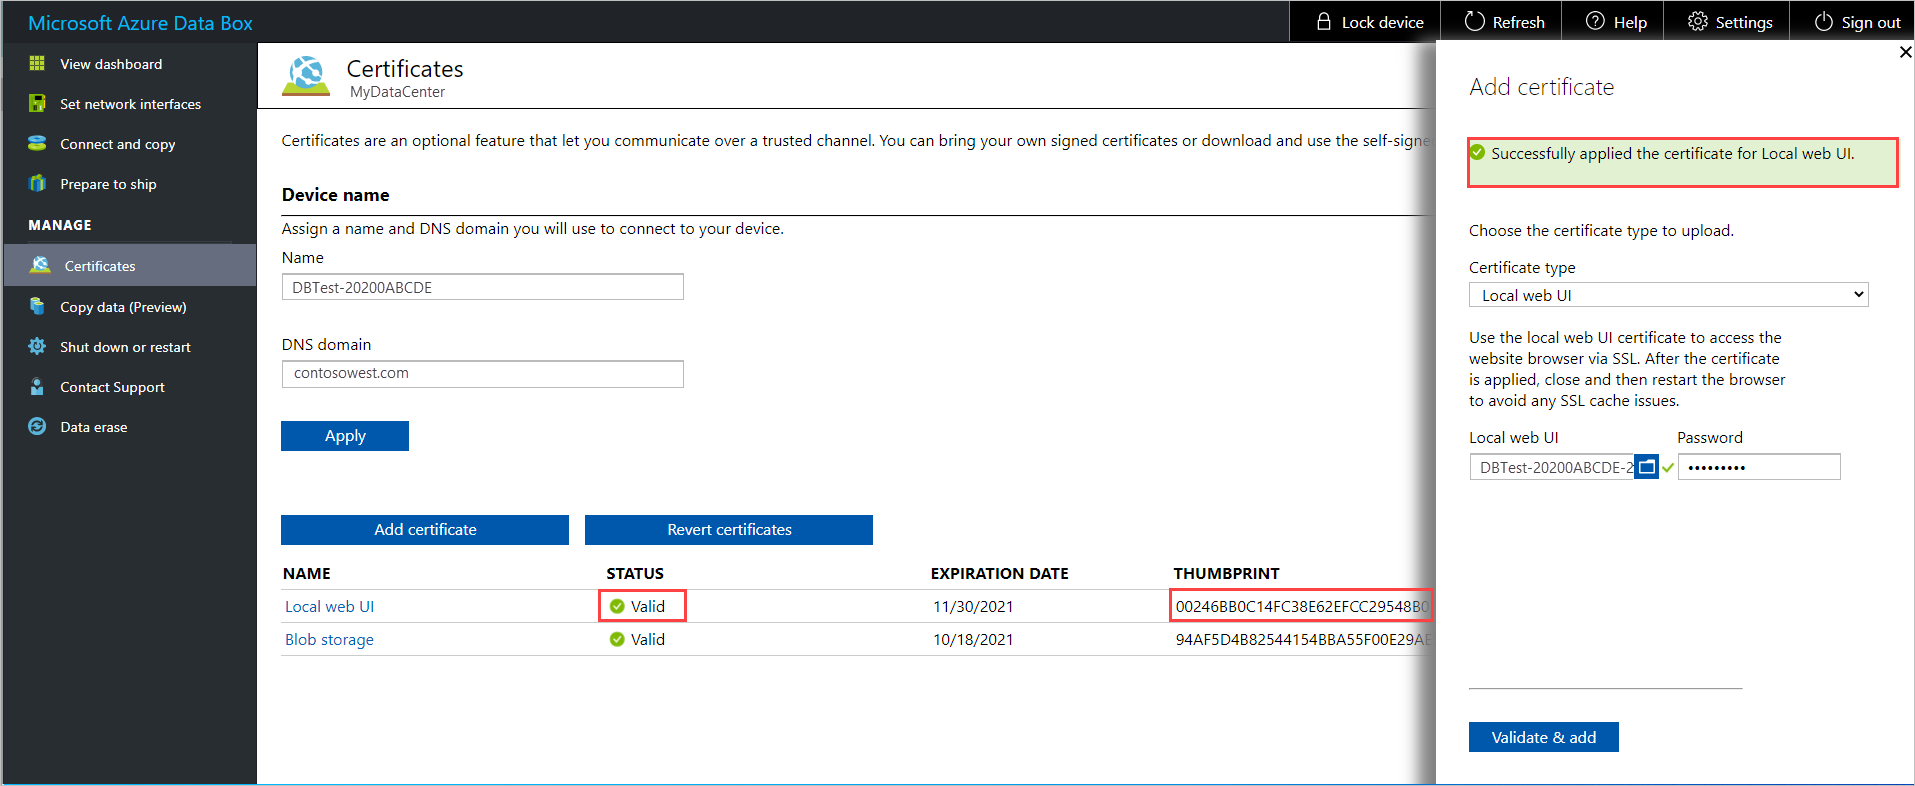 Microsoft Azure Data Box
Lock device
Refresh
Help
Settings
Sign out
View dashboard
Set network interfaces
Connect and copy
Prepare to ship
MANAGE
Certificates
Copy data (Preview)
Shut down or restart
Contact Support
Data erase
Certificates
MyDataCenter
Certificates are an optional feature that let you communicate over a trusted channel. You can bring your own signed certificates or download and use the self-signe
Device name
Assign a name and DNS domain you will use to connect to your device.
Name
DBTest-20200ABCDE
DNS domain
contosowest.com
Apply
Add certificate
Revert certificates
NAME STATUS EXPIRATION DATE THUMBPRINT
Local web UI Valid 11/30/2021 00246BB0C14FC38E62EFCC29548B0
Blob storage Valid 10/18/2021 94AF5D4B82544154BBA55F00E29AE
Add certificate
Successfully applied the certificate for Local web UI.
Choose the certificate type to upload.
Certificate type
Local web UI
Use the local web UI certificate to access the
website browser via SSL. After the certificate
is applied, close and then restart the browser
to avoid any SSL cache issues.
Local web UI Password
DBTest-20200ABCDE-2
•••••••••
Validate & add